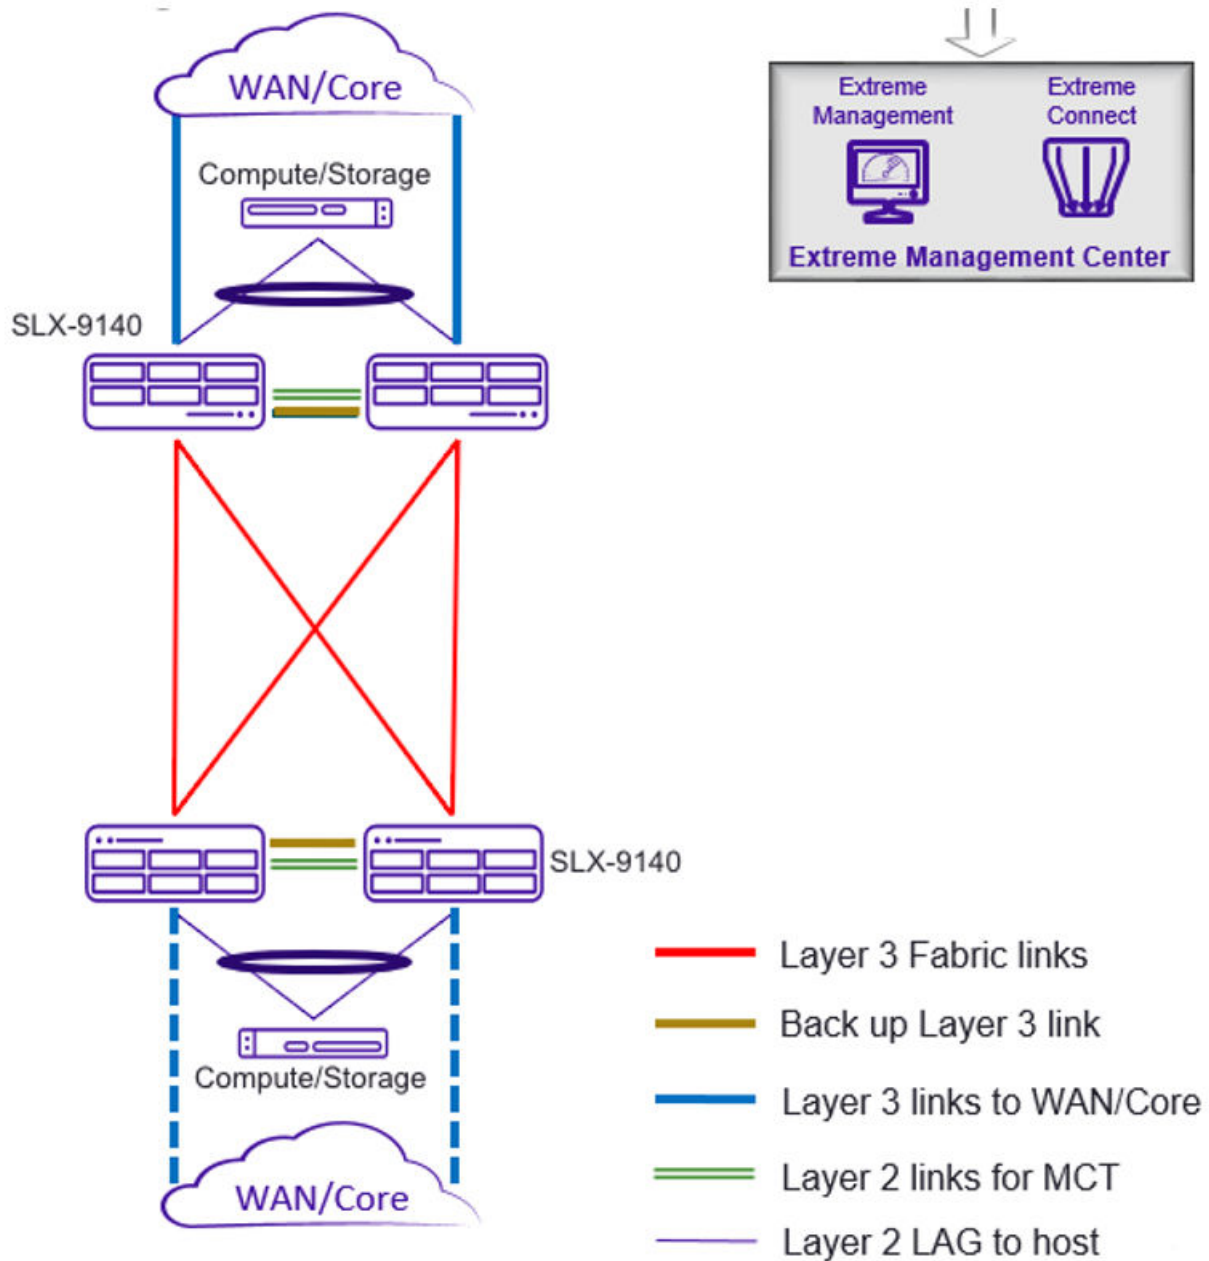 WAN/Core
Extreme
Management
Extreme
Connect
Extreme Management Center
Compute/Storage
SLX-9140
SLX-9140
Compute/Storage
WAN/Core
Layer 3 Fabric links
Back up Layer 3 link
Layer 3 links to WAN/Core
Layer 2 links for MCT
Layer 2 LAG to host